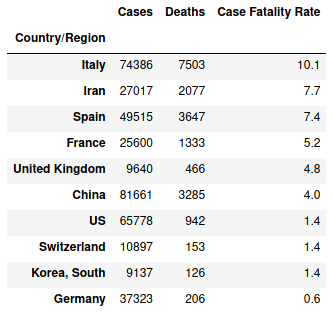 Cases Deaths Case Fatality Rate
Country/Region
Italy 74386 7503 10.1
Iran 27017 2077 7.7
Spain 49515 3647 7.4
France 25600 1333 5.2
United Kingdom 9640 466 4.8
China 81661 3285 4.0
US 65778 942 1.4
Switzerland 10897 153 1.4
Korea, South 9137 126 1.4
Germany 37323 206 0.6